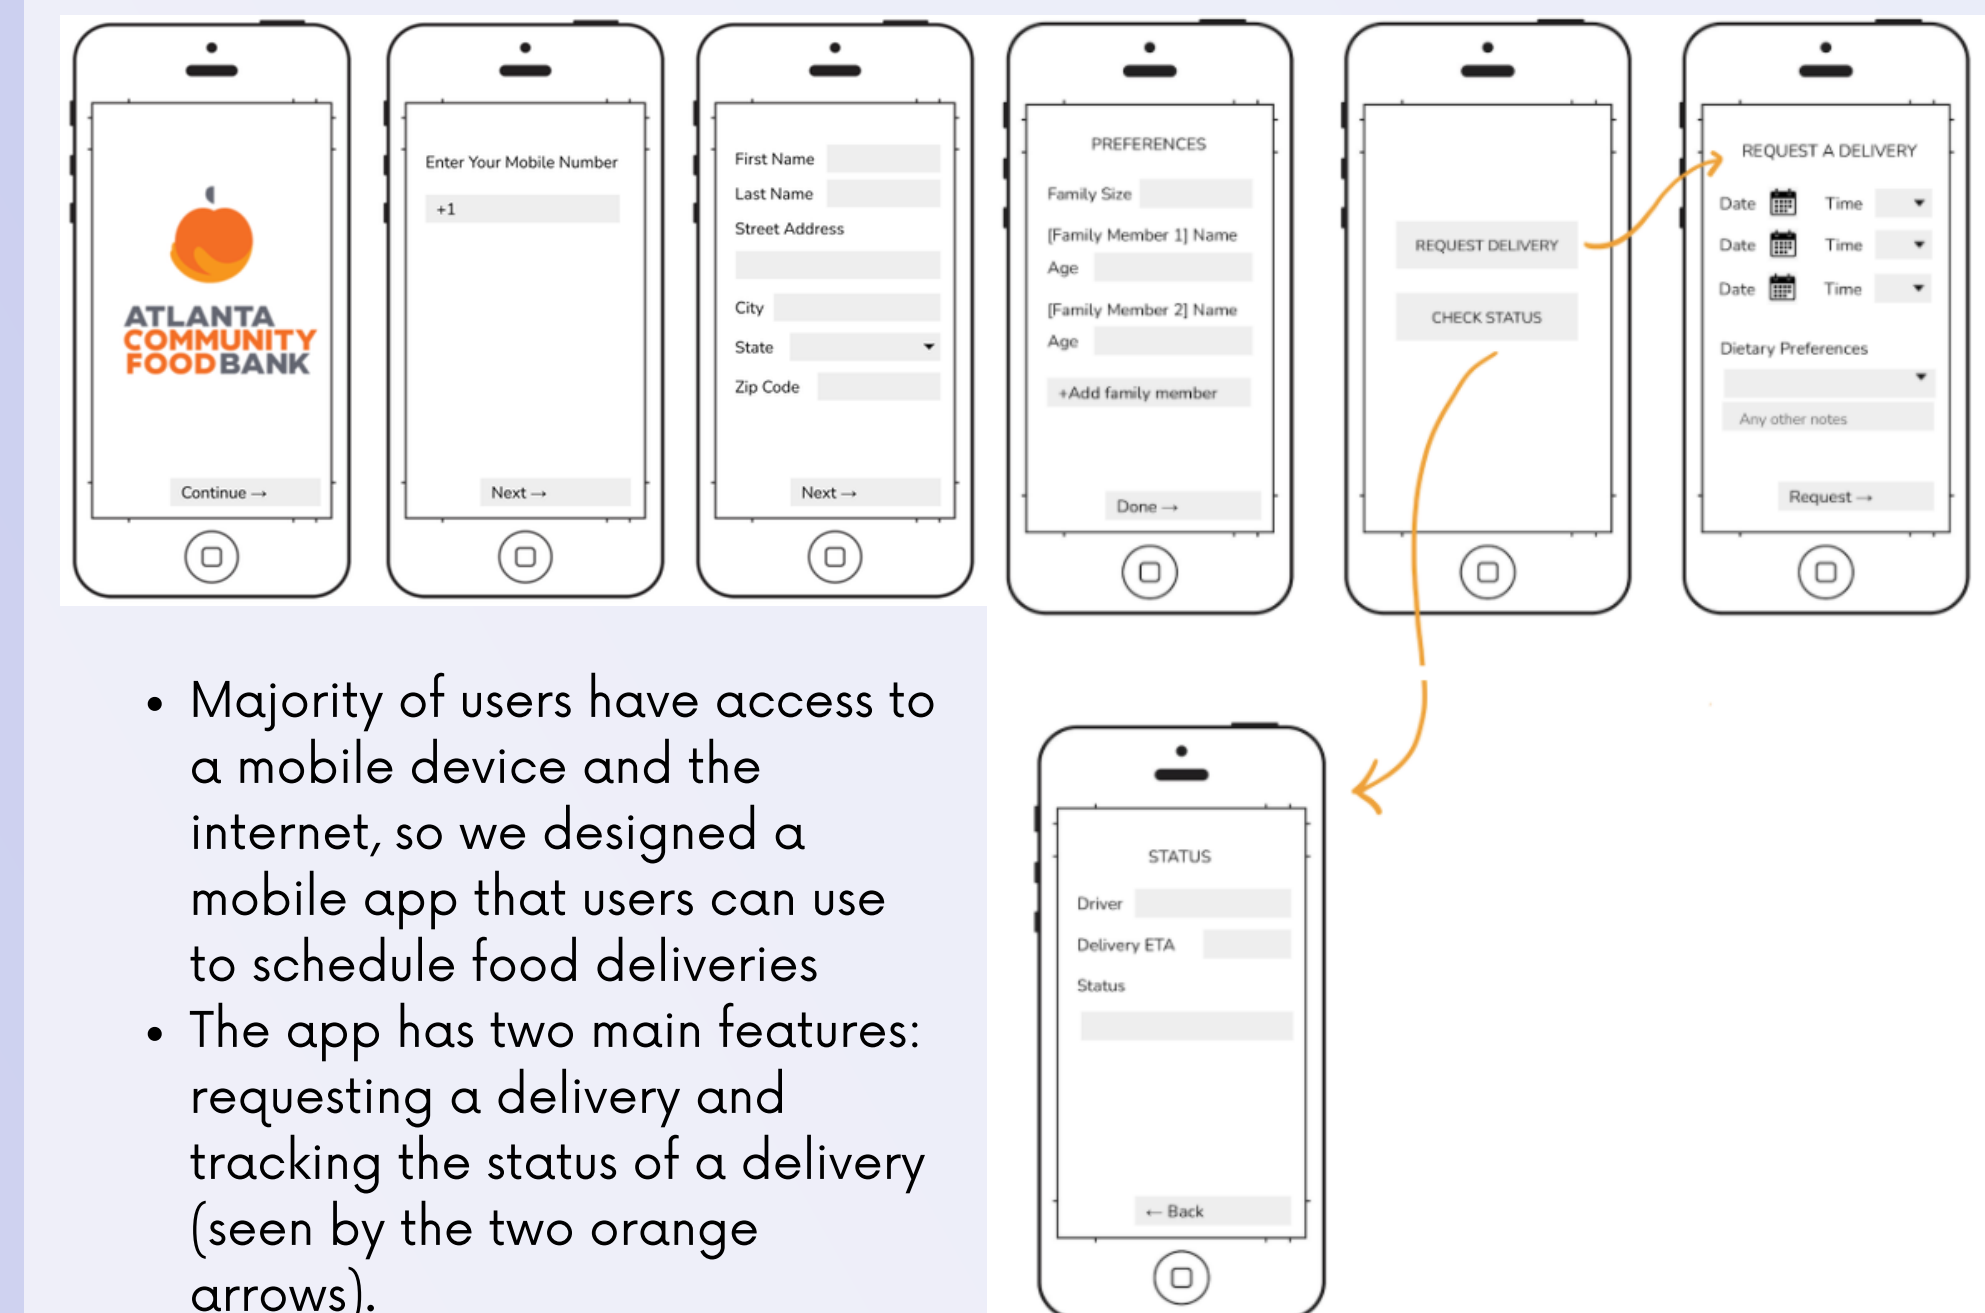 ATLANTA
COMMUNITY
FOOD BANK
Continue →
Enter Your Mobile Number
+1
Next →
First Name
Last Name
Street Address
City
State
Zip Code
Next →
PREFERENCES
Family Size
[Family Member 1] Name
Age
[Family Member 2] Name
Age
+Add family member
Done →
REQUEST DELIVERY
CHECK STATUS
REQUEST A DELIVERY
Date Time
Date Time
Date Time
Dietary Preferences
Any other notes
Request →
• Majority of users have access to
a mobile device and the
internet, so we designed a
mobile app that users can use
to schedule food deliveries
• The app has two main features:
requesting a delivery and
tracking the status of a delivery
(seen by the two orange
arrows).
STATUS
Driver
Delivery ETA
Status
← Back